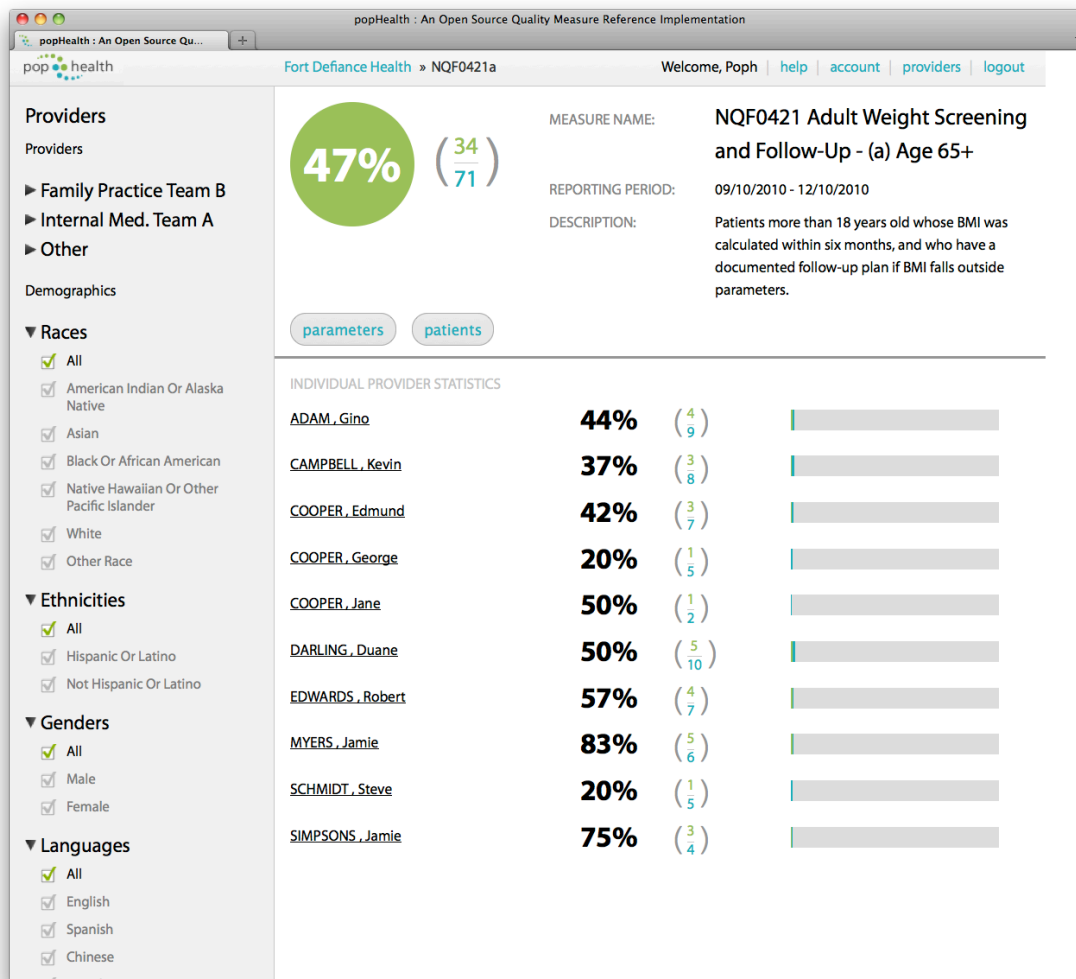 popHealth : An Open Source Quality Measure Reference Implementation
popHealth : An Open Source Qu...
pop health
Fort Defiance Health » NQF0421a
Welcome, Poph | help | account | providers | logout
Providers
Providers
Family Practice Team B
Internal Med. Team A
Other
Demographics
Races
All
American Indian Or Alaska
Native
Asian
Black Or African American
Native Hawaiian Or Other
Pacific Islander
White
Other Race
Ethnicities
All
Hispanic Or Latino
Not Hispanic Or Latino
Genders
All
Male
Female
Languages
All
English
Spanish
Chinese
47%
34
71
MEASURE NAME:
NQF0421 Adult Weight Screening
and Follow-Up - (a) Age 65+
REPORTING PERIOD:
09/10/2010 - 12/10/2010
DESCRIPTION:
Patients more than 18 years old whose BMI was
calculated within six months, and who have a
documented follow-up plan if BMI falls outside
parameters.
parameters
patients
INDIVIDUAL PROVIDER STATISTICS
ADAM , Gino 44% (4/9)
CAMPBELL , Kevin 37% (3/8)
COOPER , Edmund 42% (3/7)
COOPER , George 20% (1/5)
COOPER , Jane 50% (1/2)
DARLING , Duane 50% (5/10)
EDWARDS , Robert 57% (4/7)
MYERS , Jamie 83% (5/6)
SCHMIDT , Steve 20% (1/5)
SIMPSONS , Jamie 75% (3/4)